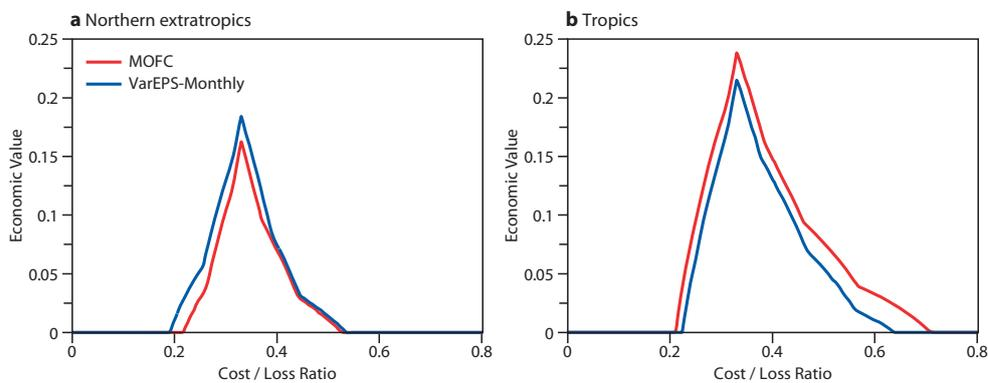 a Northern extratropics
0.25
0.2
0.15
0.1
0.05
0
Economic Value
MOFC
VarEPS-Monthly
0 0.2 0.4 0.6 0.8
Cost / Loss Ratio
b Tropics
0.25
0.2
0.15
0.1
0.05
0
Economic Value
0 0.2 0.4 0.6 0.8
Cost / Loss Ratio